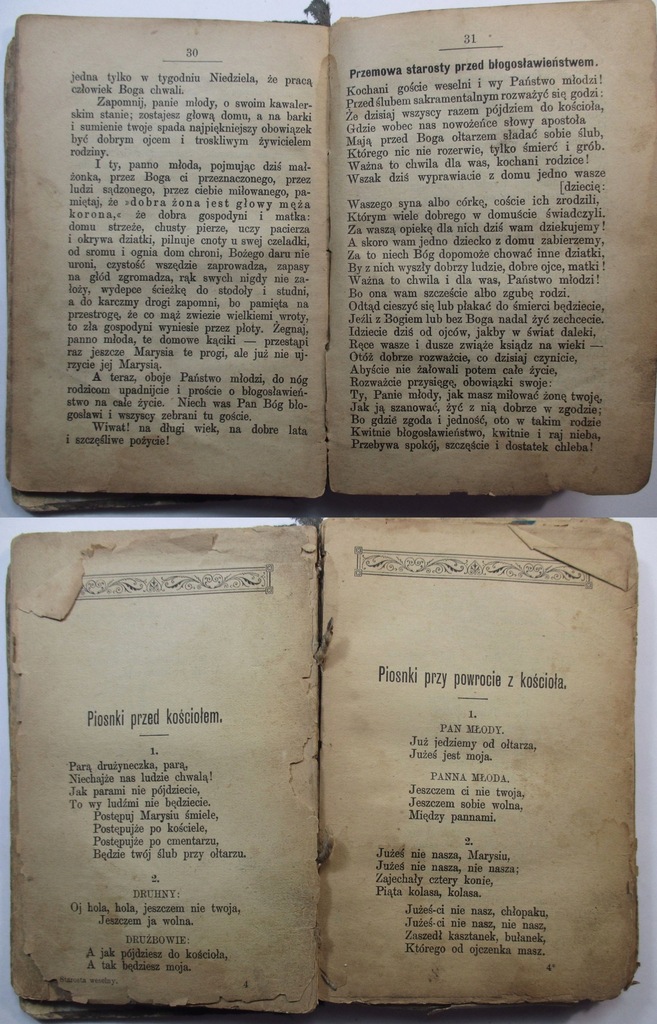 30
jedna tylko w tygodniu Niedziela, że pracą
człowiek Boga chwali.
Zapomnij, panie młody, o swoim kawaler-
skim stanie; zostajesz głową domu, a na barki
i sumienie twoje spada najpiękniejszy obowiązek
być dobrym ojcem i troskliwym żywicielem
rodziny.
I ty, panno młoda, pojmując dziś mał-
żonka, przez Boga ci przeznaczonego, przez
ludzi sądzonego, przez ciebie miłowanego, pa-
miętaj, że »dobra żona jest głowy męża
korona,« że dobra gospodyni i matka:
domu strzeże, chusty pierze, uczy pacierza
i okrywa dziatki, pilnuje cnoty u swej czeladki,
od sromu i ognia dom chroni, Bożego daru nie
uroni, czystość wszędzie zaprowadza, zapasy
na głód zgromadza, rąk swych nigdy nie za-
łoży, wydepce ścieżkę do stodoły i studni,
a do karczmy drogi zapomni, bo pamięta na
przestrogę, że co mąż zwiezie wielkiemi wroty,
to zła gospodyni wyniesie przez płoty. Żegnaj,
panno młoda, te domowe kąciki — przestąpi
raz jeszcze Marysia te progi, ale już nie uj-
rzycie jej Marysią.
A teraz, oboje Państwo młodzi, do nóg
rodzicom upadnijcie i proście o błogosławień-
stwo na całe życie. Niech was Pan Bóg bło-
gosławi i wszyscy zebrani tu goście.
Wiwat! na długi wiek, na dobre lata
i szczęśliwe pożycie!
31
Przemowa starosty przed błogosławieństwem.
Kochani goście weselni i wy Państwo młodzi!
Przed ślubem sakramentalnym rozważyć się godzi:
Że dzisiaj wszyscy razem pójdziem do kościoła,
Gdzie wobec nas nowożeńce słowy apostoła
Mają przed Boga ołtarzem składać sobie ślub,
Którego nic nie rozerwie, tylko śmierć i grób.
Ważna to chwila dla was, kochani rodzice!
Wszak dziś wyprawiacie z domu jedno wasze
[dziecię:
Waszego syna albo córkę, coście ich zrodzili,
Którym wiele dobrego w domuście świadczyli.
Za waszą opiekę dla nich dziś wam dziękujemy!
A skoro wam jedno dziecko z domu zabierzemy,
Za to niech Bóg dopomoże chować inne dziatki,
By z nich wyszły dobrzy ludzie, dobre ojce, matki!
Ważna to chwila i dla was, Państwo młodzi!
Bo ona wam szczęście albo zgubę rodzi.
Odtąd cieszyć się lub płakać do śmierci będziecie,
Jeźli z Bogiem lub bez Boga nadal żyć zechcecie.
Idziecie dziś od ojców, jakby w świat daleki,
Ręce wasze i dusze zwiąże ksiądz na wieki —
Otóż dobrze rozważcie, co dzisiaj czynicie,
Abyście nie żałowali potem całe życie,
Rozważcie przysięgę, obowiązki swoje:
Ty, Panie młody, jak masz miłować żonę twoję,
Jak ją szanować, żyć z nią dobrze w zgodzie;
Bo gdzie zgoda i jedność, oto w takim rodzie
Kwitnie błogosławieństwo, kwitnie i raj nieba,
Przebywa spokój, szczęście i dostatek chleba!
Piosnki przed kościołem.
1.
Parą drużyneczka, parą,
Niechajże nas ludzie chwalą!
Jak parami nie pójdziecie,
To wy ludźmi nie będziecie.
Postępuj Marysiu śmiele,
Postępujże po kościele,
Postępujże po cmentarzu,
Będzie twój ślub przy ołtarzu.
2.
DRUHNY:
Oj hola, hola, jeszczem nie twoja,
Jeszczem ja wolna.
DRUŻBOWIE:
A jak pójdziesz do kościoła,
A tak będziesz moja.
Starosta weselny.
4
Piosnki przy powrocie z kościoła.
1.
PAN MŁODY.
Już jedziemy od ołtarza,
Jużeś jest moja.
PANNA MŁODA.
Jeszczem ci nie twoja,
Jeszczem sobie wolna,
Między pannami.
2.
Jużeś nie nasza, Marysiu,
Jużeś nie nasza, nie nasza;
Zajechały cztery konie,
Piąta kolasa, kolasa.
Jużeś-ci nie nasz, chłopaku,
Jużeś-ci nie nasz, nie nasz,
Zaszedł kasztanek, bułanek,
Którego od ojczenka masz.
4*